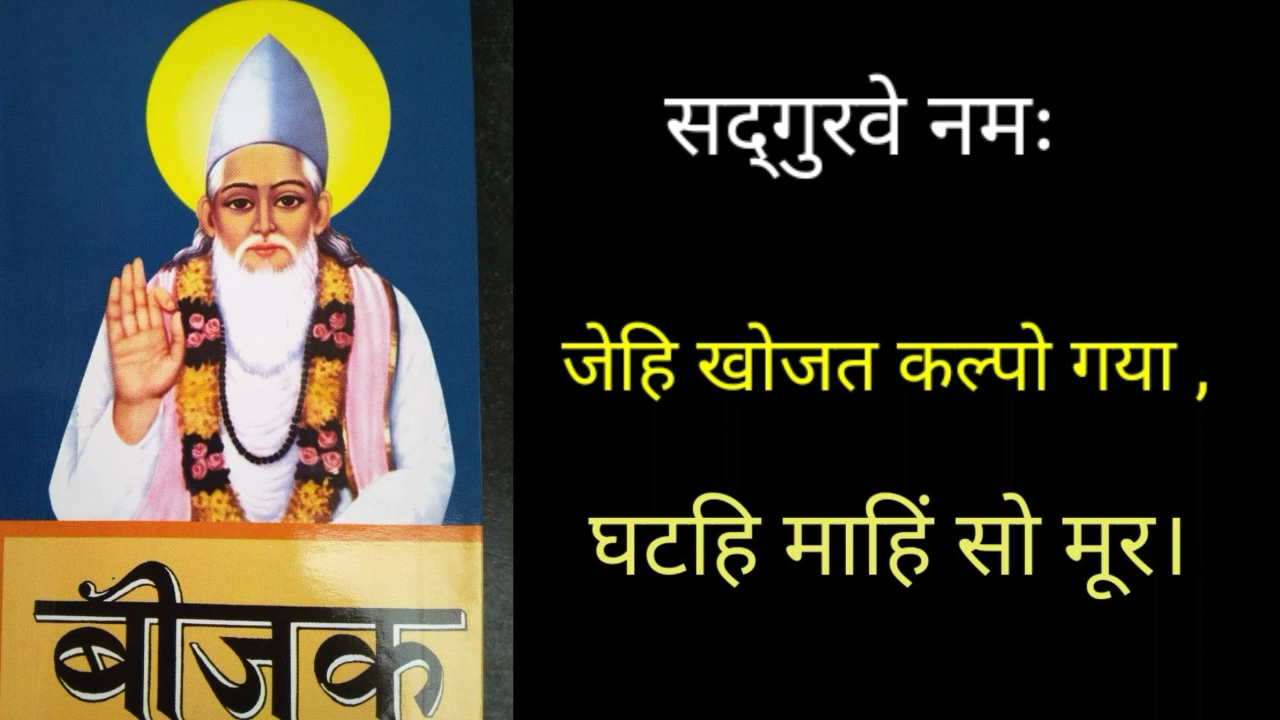 सद्‌गुरवे नमः
जेहि खोजत कल्पो गया ,
घटहि माहिं सो मूर।
बीजक